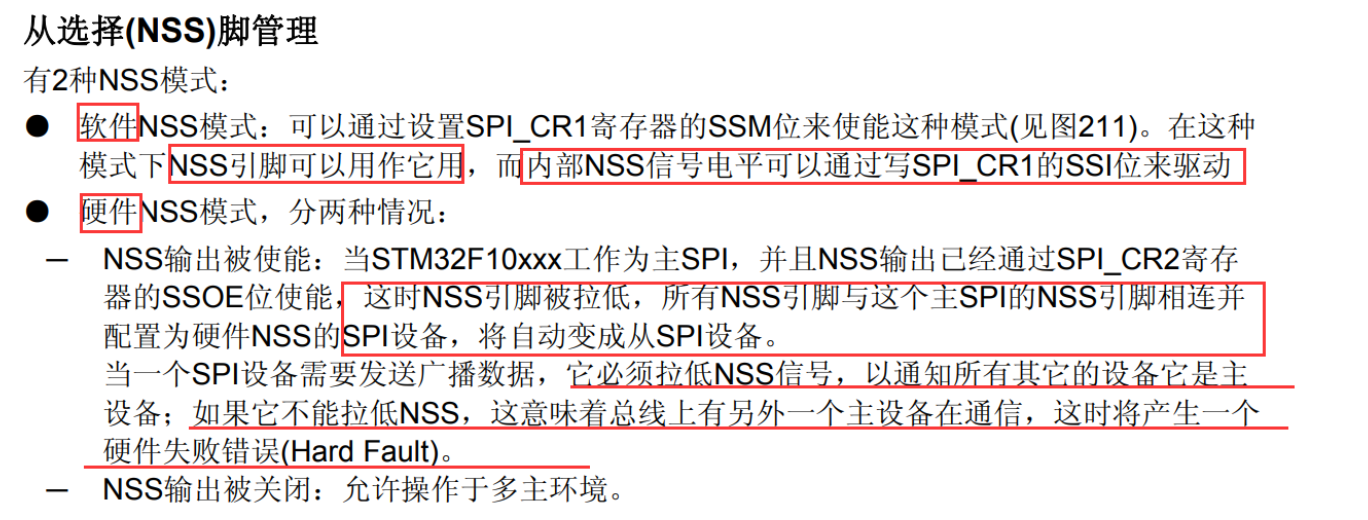 从选择(NSS)脚管理
有2种NSS模式：
● 软件NSS模式：可以通过设置SPI_CR1寄存器的SSM位来使能这种模式(见图211)。在这种
模式下NSS引脚可以用作它用，而内部NSS信号电平可以通过写SPI_CR1的SSI位来驱动
● 硬件NSS模式，分两种情况：
— NSS输出被使能：当STM32F10xxx工作为主SPI，并且NSS输出已经通过SPI_CR2寄存
器的SSOE位使能，这时NSS引脚被拉低，所有NSS引脚与这个主SPI的NSS引脚相连并
配置为硬件NSS的SPI设备，将自动变成从SPI设备。
当一个SPI设备需要发送广播数据，它必须拉低NSS信号，以通知所有其它的设备它是主
设备；如果它不能拉低NSS，这意味着总线上有另外一个主设备在通信，这时将产生一个
硬件失败错误(Hard Fault)。
— NSS输出被关闭：允许操作于多主环境。